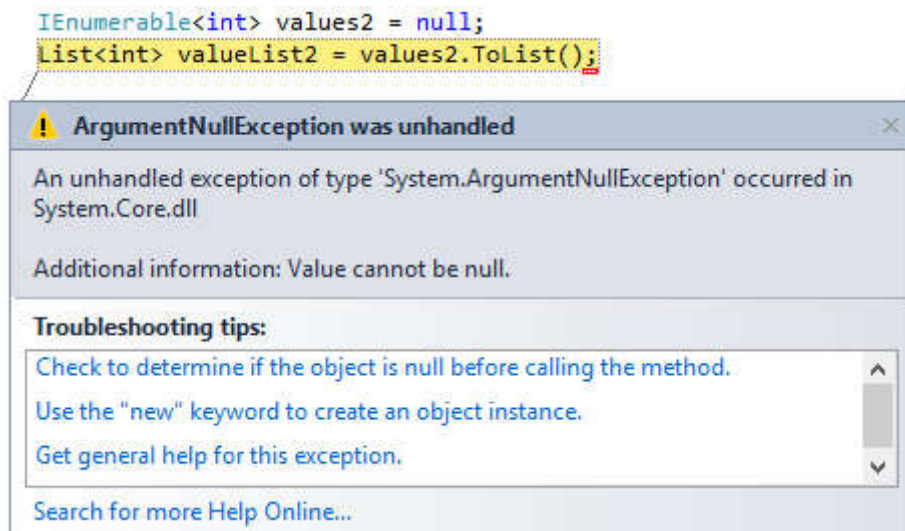 IEnumerable<int> values2 = null;
List<int> valueList2 = values2.ToList();
ArgumentNullException was unhandled
An unhandled exception of type 'System.ArgumentNullException' occurred in
System.Core.dll
Additional information: Value cannot be null.
Troubleshooting tips:
Check to determine if the object is null before calling the method.
Use the "new" keyword to create an object instance.
Get general help for this exception.
Search for more Help Online...